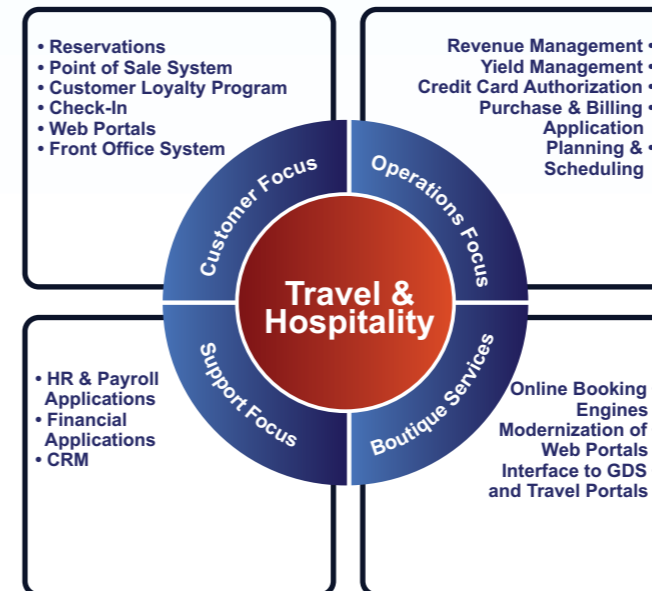 • Reservations
• Point of Sale System
• Customer Loyalty Program
• Check-In
• Web Portals
• Front Office System
Revenue Management •
Yield Management •
Credit Card Authorization •
Purchase & Billing •
Application
Planning & •
Scheduling
Customer Focus
Operations Focus
Travel &
Hospitality
Support Focus
Boutique Services
• HR & Payroll
Applications
• Financial
Applications
• CRM
Online Booking
Engines
Modernization of
Web Portals
Interface to GDS
and Travel Portals